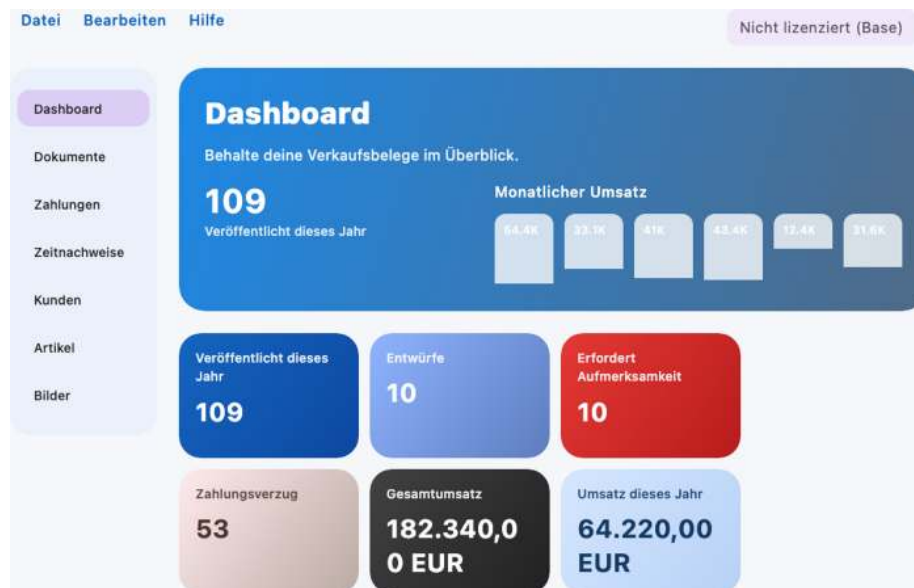 Datei Bearbeiten Hilfe
Nicht lizenziert (Base)
Dashboard
Dokumente
Zahlungen
Zeitnachweise
Kunden
Artikel
Bilder
Dashboard
Behalte deine Verkaufsbelege im Überblick.
109
Veröffentlicht dieses Jahr
Monatlicher Umsatz
54.4K 33.1K 41K 43.4K 12.4K 31.6K
Veröffentlicht dieses
Jahr
109
Entwürfe
10
Erfordert
Aufmerksamkeit
10
Zahlungsverzug
53
Gesamtumsatz
182.340,0
0 EUR
Umsatz dieses Jahr
64.220,00
EUR